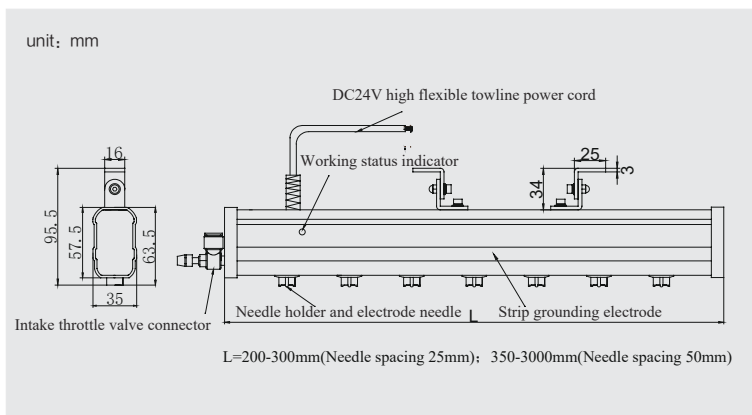 unit: mm
DC24V high flexible towline power cord
16
Working status indicator
25
3
34
95.5
57.5
63.5
35
Intake throttle valve connector
Needle holder and electrode needle
L
Strip grounding electrode
L=200-300mm(Needle spacing 25mm); 350-3000mm(Needle spacing 50mm)